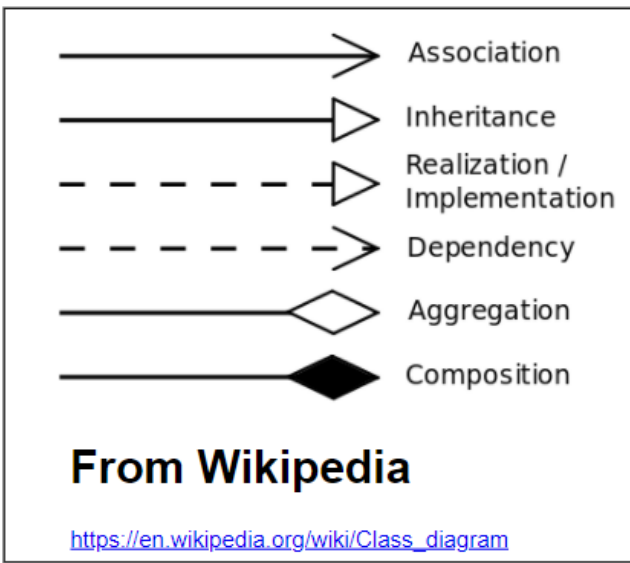 Association
Inheritance
Realization /
Implementation
Dependency
Aggregation
Composition
From Wikipedia
https://en.wikipedia.org/wiki/Class_diagram